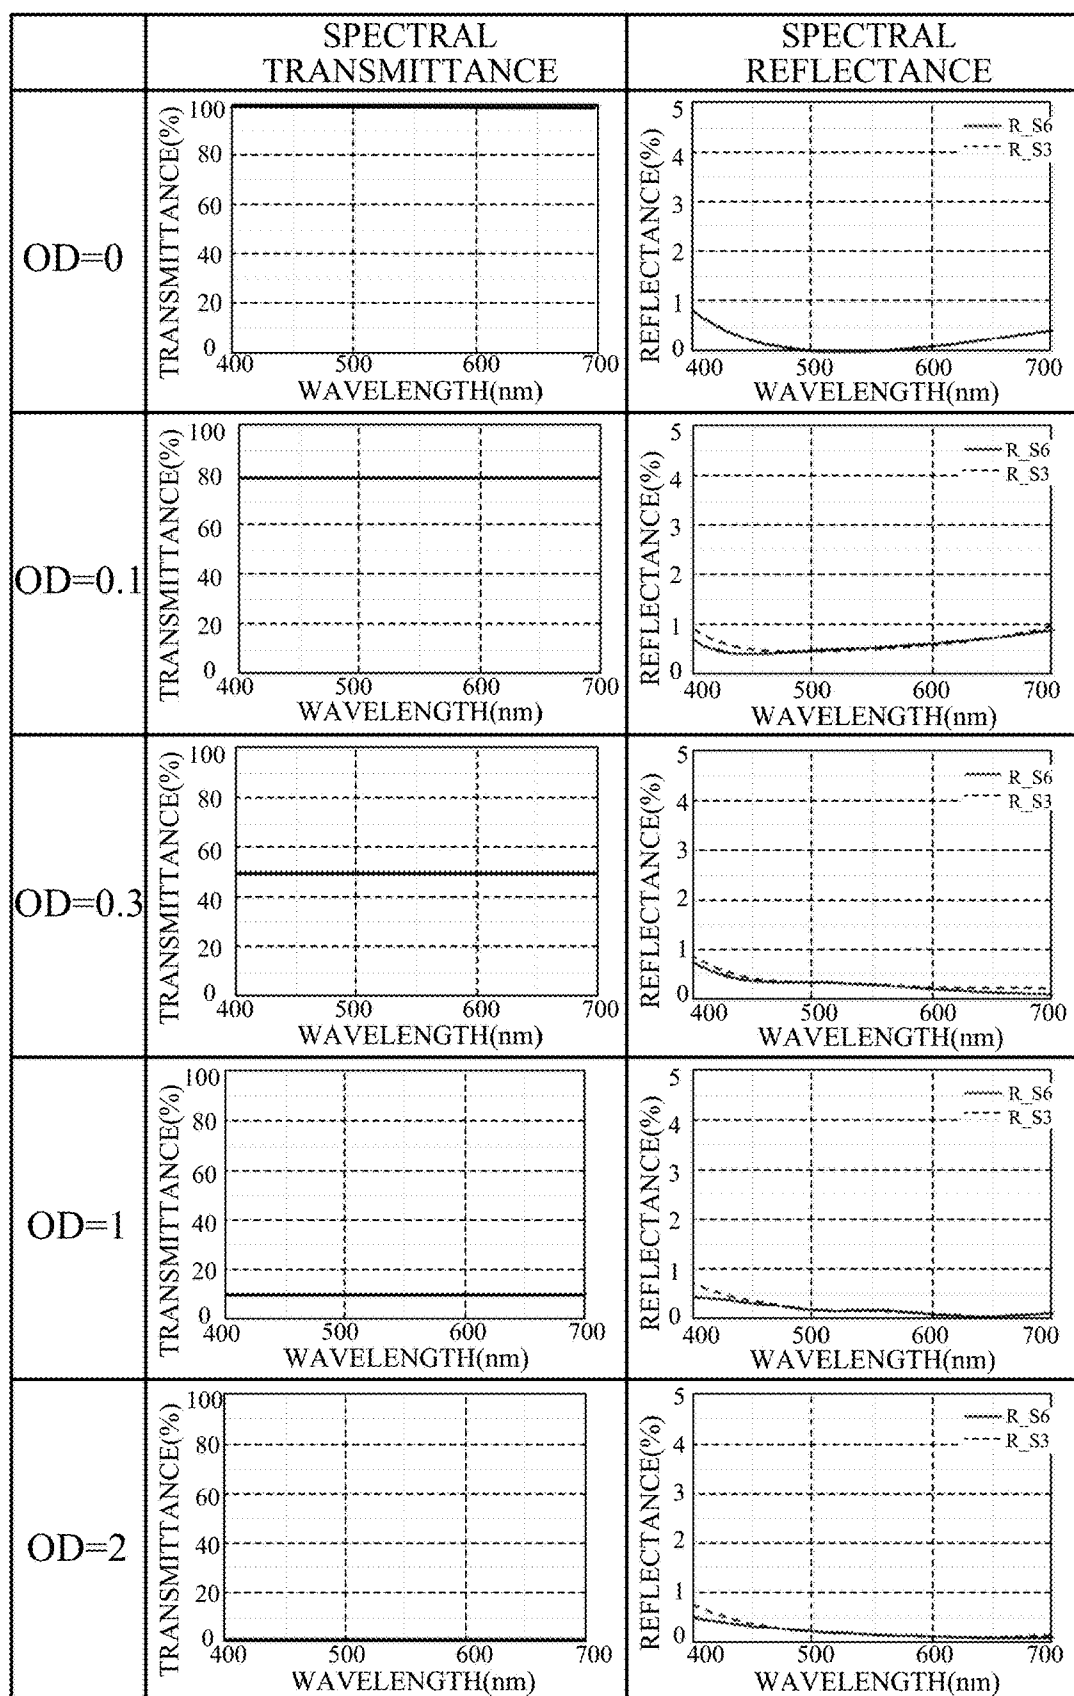 SPECTRAL
TRANSMITTANCE
SPECTRAL
REFLECTANCE
OD=0
TRANSMITTANCE(%)
100
80
60
40
20
0
400 500 600 700
WAVELENGTH(nm)
REFLECTANCE(%)
5
4
3
2
1
0
400 500 600 700
WAVELENGTH(nm)
R_S6
R_S3
OD=0.1
TRANSMITTANCE(%)
100
80
60
40
20
0
400 500 600 700
WAVELENGTH(nm)
REFLECTANCE(%)
5
4
3
2
1
0
400 500 600 700
WAVELENGTH(nm)
R_S6
R_S3
OD=0.3
TRANSMITTANCE(%)
100
80
60
40
20
0
400 500 600 700
WAVELENGTH(nm)
REFLECTANCE(%)
5
4
3
2
1
0
400 500 600 700
WAVELENGTH(nm)
R_S6
R_S3
OD=1
TRANSMITTANCE(%)
100
80
60
40
20
0
400 500 600 700
WAVELENGTH(nm)
REFLECTANCE(%)
5
4
3
2
1
0
400 500 600 700
WAVELENGTH(nm)
R_S6
R_S3
OD=2
TRANSMITTANCE(%)
100
80
60
40
20
0
400 500 600 700
WAVELENGTH(nm)
REFLECTANCE(%)
5
4
3
2
1
0
400 500 600 700
WAVELENGTH(nm)
R_S6
R_S3